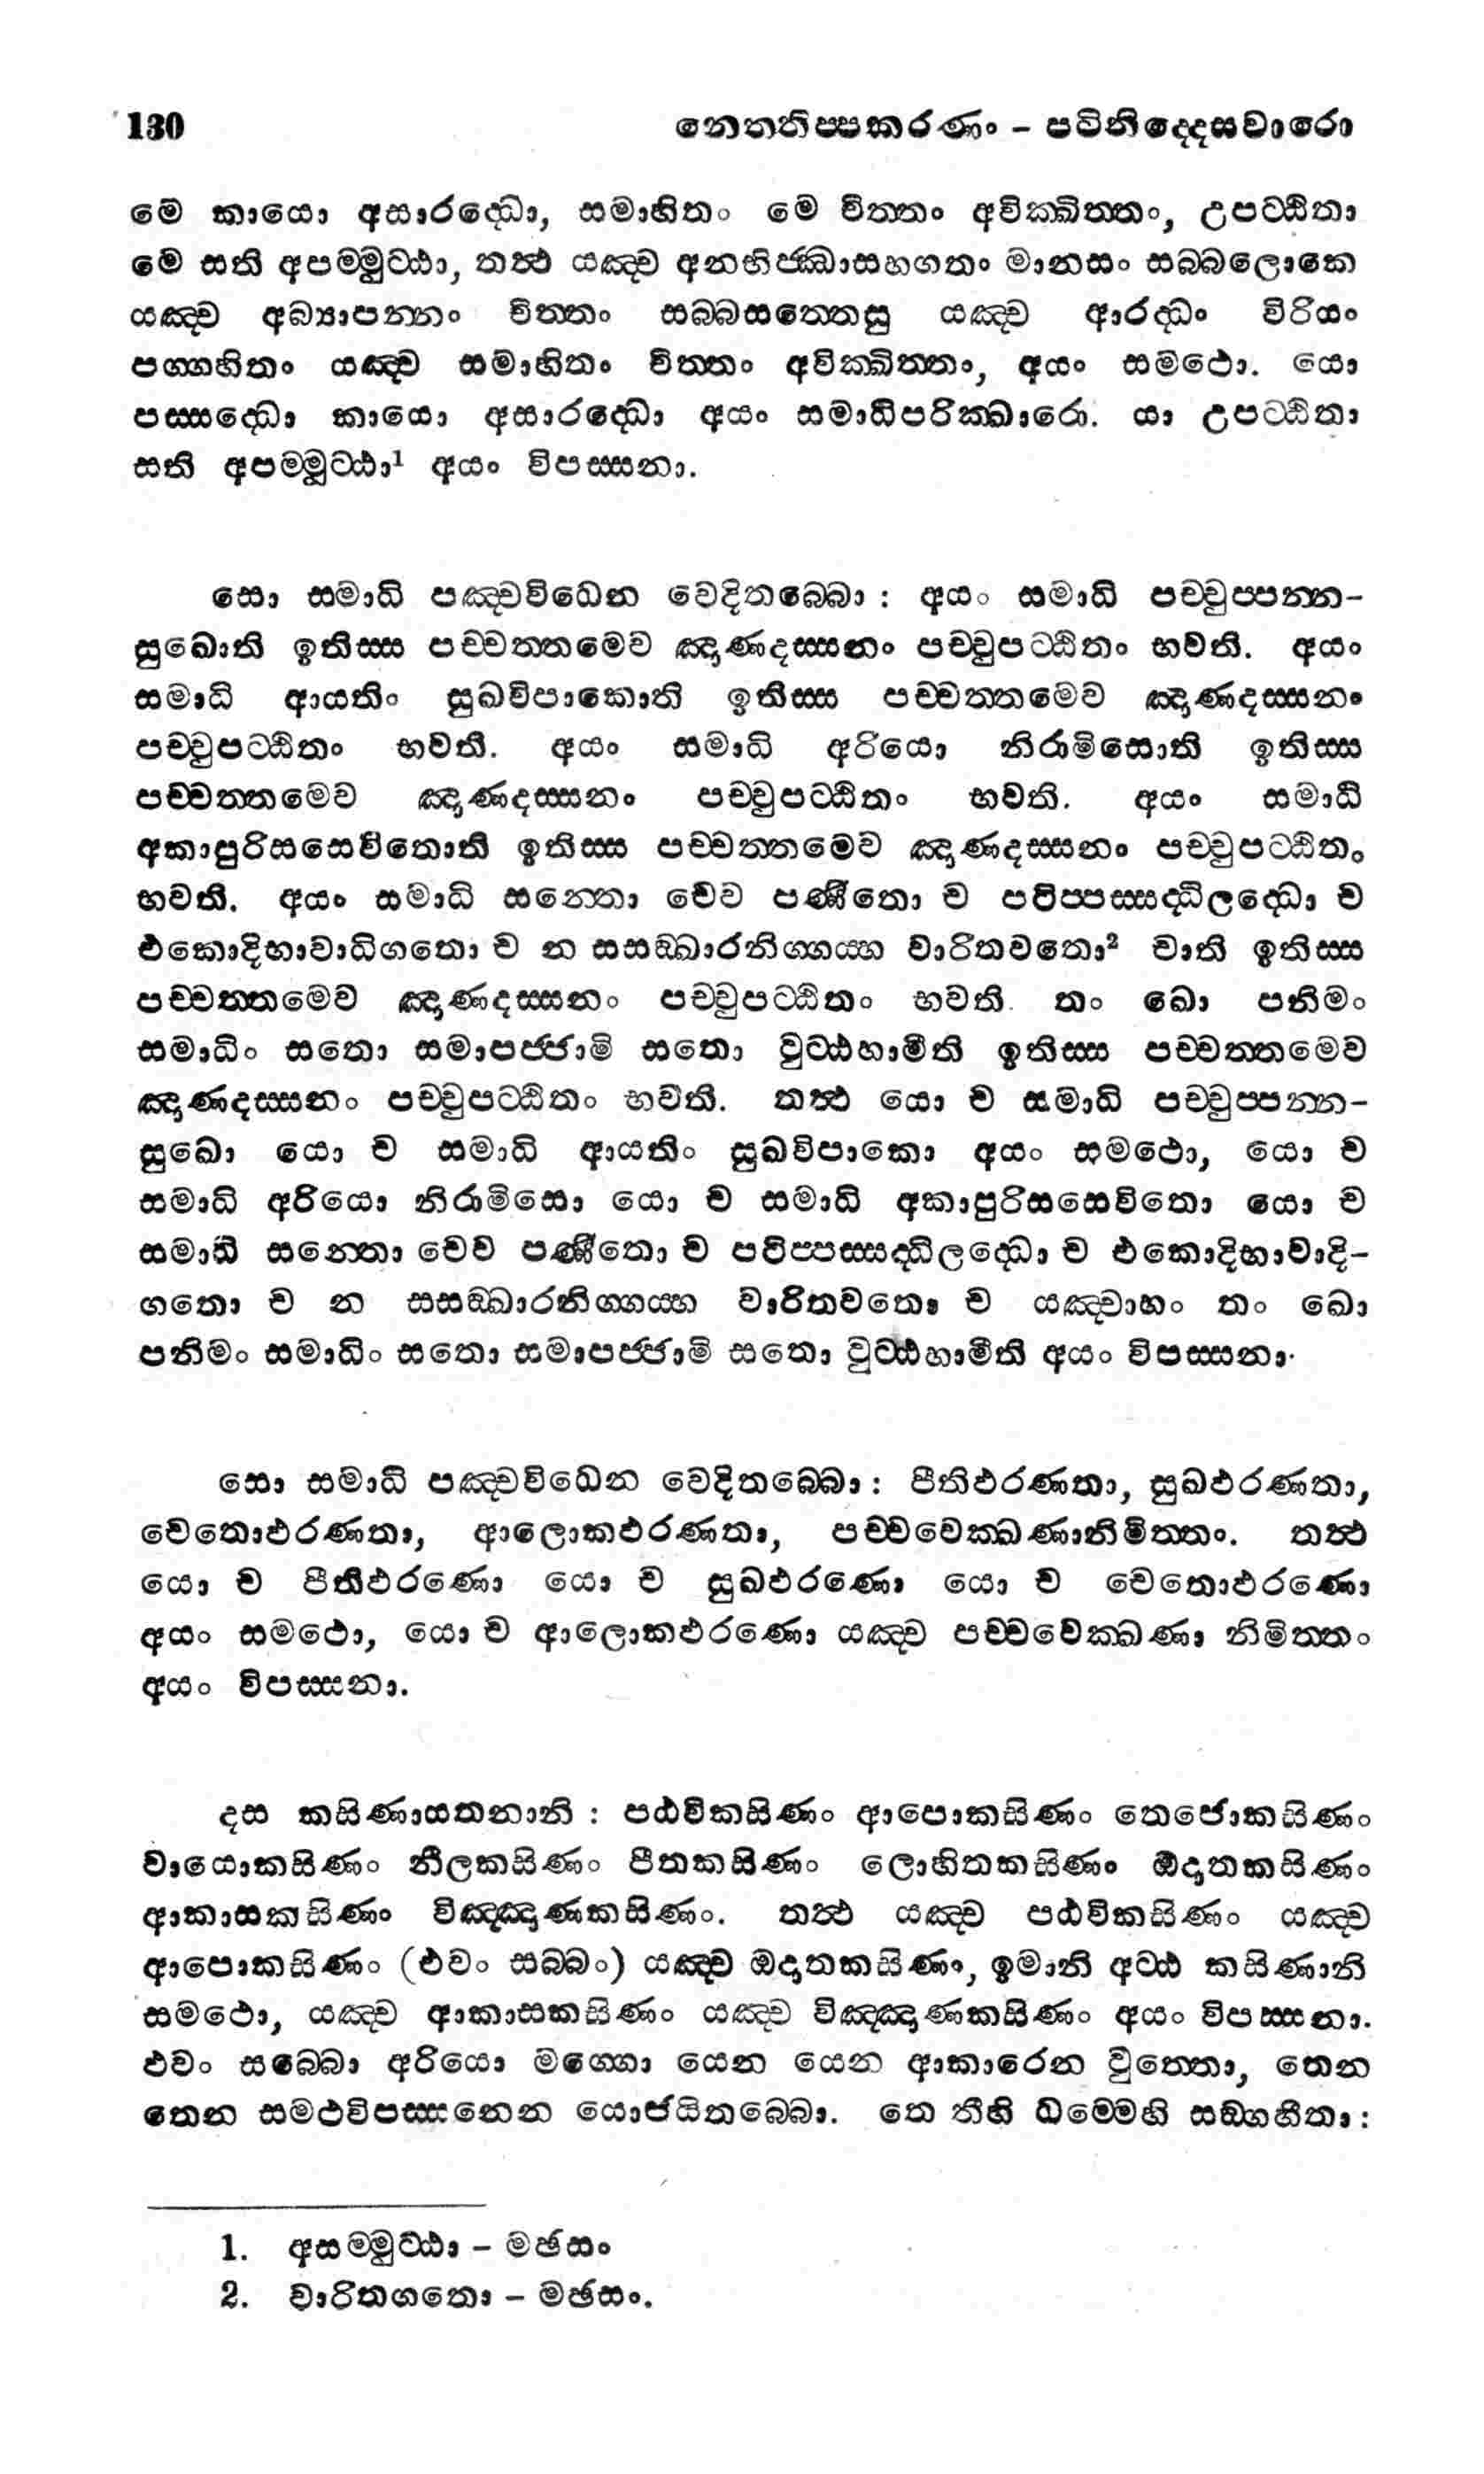 130 නෙත්තිප්පකරණං - පටිනිද්දෙසවාරො
මෙ කායො අසාරද්ධො, සමාහිතං මෙ චිත්තං අවික්ඛිත්තං, උපට්ඨිතා
මෙ සති අපම්මුට්ඨා, තත්ථ යඤ්ච අනභිජ්ඣාසහගතං මානසං සබ්බලොකෙ
යඤ්ච අබ්‍යාපන්නං චිත්තං සබ්බසත්තෙසු යඤ්ච ආරද්ධං විරියං
පග්ගහිතං යඤ්ච සමාහිතං චිත්තං අවික්ඛිත්තං, අයං සමථො. යො
පස්සද්ධො කායො අසාරද්ධො අයං සමාධිපරික්ඛාරො. යා උපට්ඨිතා
සති අපම්මුට්ඨා1 අයං විපස්සනා.
සො සමාධි පඤ්චවිධෙන වෙදිතබ්බො : අයං සමාධි පච්චුප්පන්න-
සුඛොති ඉතිස්ස පච්චත්තමෙව ඤාණදස්සනං පච්චුපට්ඨිතං භවති. අයං
සමාධි ආයතිං සුඛවිපාකොති ඉතිස්ස පච්චත්තමෙව ඤාණදස්සනං
පච්චුපට්ඨිතං භවති. අයං සමාධි අරියො නිරාමිසොති ඉතිස්ස
පච්චත්තමෙව ඤාණදස්සනං පච්චුපට්ඨිතං භවති. අයං සමාධි
අකාපුරිසසෙවිතොති ඉතිස්ස පච්චත්තමෙව ඤාණදස්සනං පච්චුපට්ඨිතං
භවති. අයං සමාධි සන්තො චෙව පණීතො ච පටිප්පස්සද්ධිලද්ධො ච
එකොදිභාවාධිගතො ච න සසඞ්ඛාරනිග්ගය්හ වාරිතවතො2 චාති ඉතිස්ස
පච්චත්තමෙව ඤාණදස්සනං පච්චුපට්ඨිතං භවති. තං ඛො පනිමං
සමාධිං සතො සමාපජ්ජාමි සතො වුට්ඨහාමීති ඉතිස්ස පච්චත්තමෙව
ඤාණදස්සනං පච්චුපට්ඨිතං භවති. තත්ථ යො ච සමාධි පච්චුප්පන්න-
සුඛො යො ච සමාධි ආයතිං සුඛවිපාකො අයං සමථො, යො ච
සමාධි අරියො නිරාමිසො යො ච සමාධි අකාපුරිසසෙවිතො යො ච
සමාධි සන්තො චෙව පණීතො ච පටිප්පස්සද්ධිලද්ධො ච එකොදිභාවාදි-
ගතො ච න සසඞ්ඛාරනිග්ගය්හ වාරිතවතො ච යඤ්චාහං තං ඛො
පනිමං සමාධිං සතො සමාපජ්ජාමි සතො වුට්ඨහාමීති අයං විපස්සනා.
සො සමාධි පඤ්චවිධෙන වෙදිතබ්බො : පීතිඵරණතා, සුඛඵරණතා,
චෙතොඵරණතා, ආලොකඵරණතා, පච්චවෙක්ඛණානිමිත්තං. තත්ථ
යො ච පීතිඵරණො යො ච සුඛඵරණො යො ච චෙතොඵරණො
අයං සමථො, යො ච ආලොකඵරණො යඤ්ච පච්චවෙක්ඛණා නිමිත්තං
අයං විපස්සනා.
දස කසිණායතනානි : පඨවිකසිණං ආපොකසිණං තෙජොකසිණං
වායොකසිණං නීලකසිණං පීතකසිණං ලොහිතකසිණං ඔදාතකසිණං
ආකාසකසිණං විඤ්ඤාණකසිණං. තත්ථ යඤ්ච පඨවිකසිණං යඤ්ච
ආපොකසිණං (එවං සබ්බං) යඤ්ච ඔදාතකසිණං, ඉමානි අට්ඨ කසිණානි
සමථො, යඤ්ච ආකාසකසිණං යඤ්ච විඤ්ඤාණකසිණං අයං විපස්සනා.
එවං සබ්බො අරියො මග්ගො යෙන යෙන ආකාරෙන වුත්තො, තෙන
තෙන සමථවිපස්සනෙන යොජයිතබ්බො. තෙ තීහි ධම්මෙහි සඞ්ගහිතා :
1. අසම්මුට්ඨා - මඡසං
2. වාරිතගතො - මඡසං.